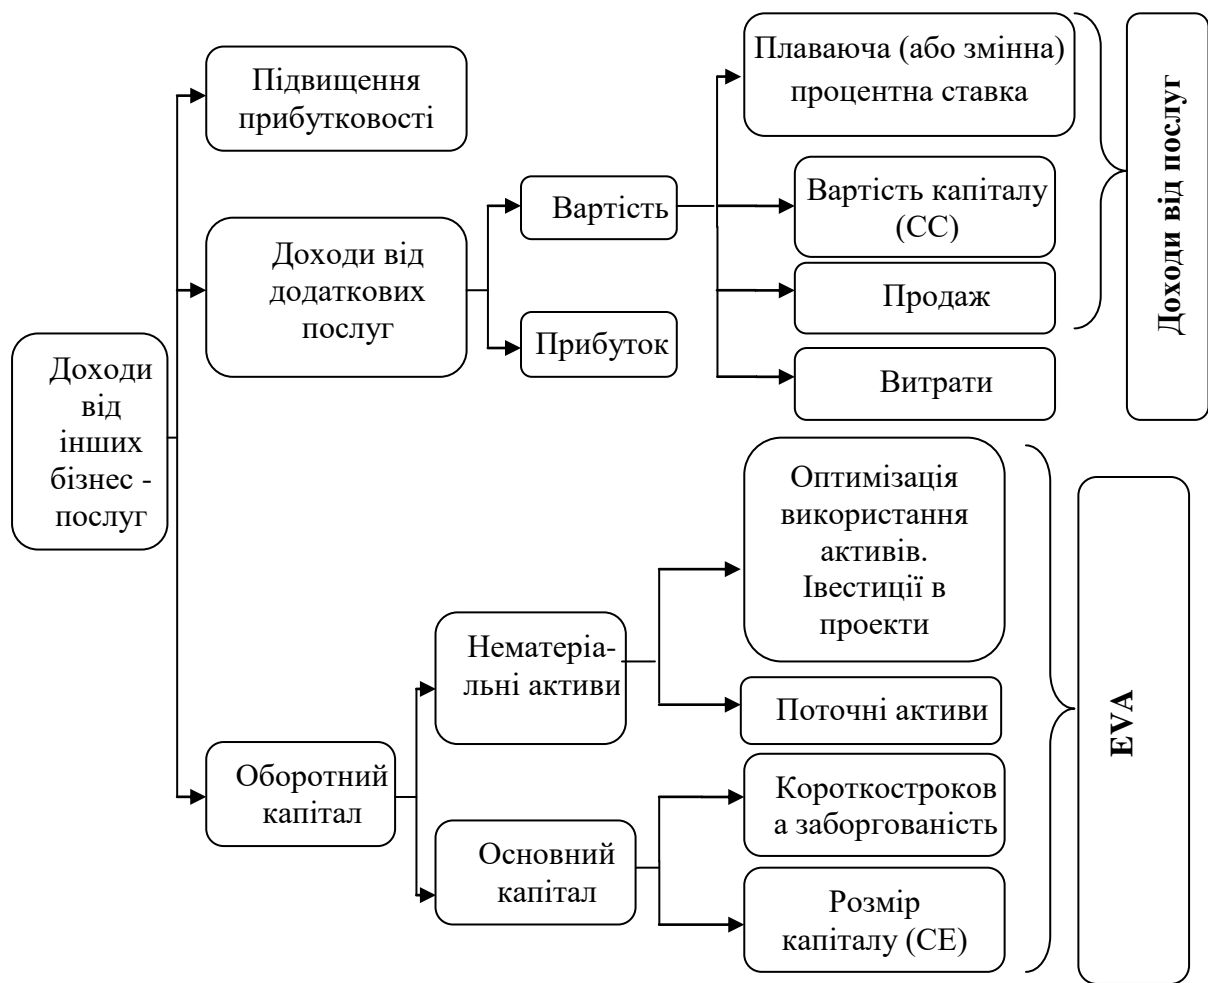 Доходи
від
інших
бізнес -
послуг
Підвищення
прибутковості
Доходи від
додаткових
послуг
Оборотний
капітал
Вартість
Прибуток
Нематеріа-
льні активи
Основний
капітал
Плаваюча (або змінна)
процентна ставка
Вартість капіталу
(СС)
Продаж
Витрати
Оптимізація
використання
активів.
Івестиції в
проекти
Поточні активи
Короткостроков
а заборгованість
Розмір
капіталу (СЕ)
Доходи від послуг
EVA